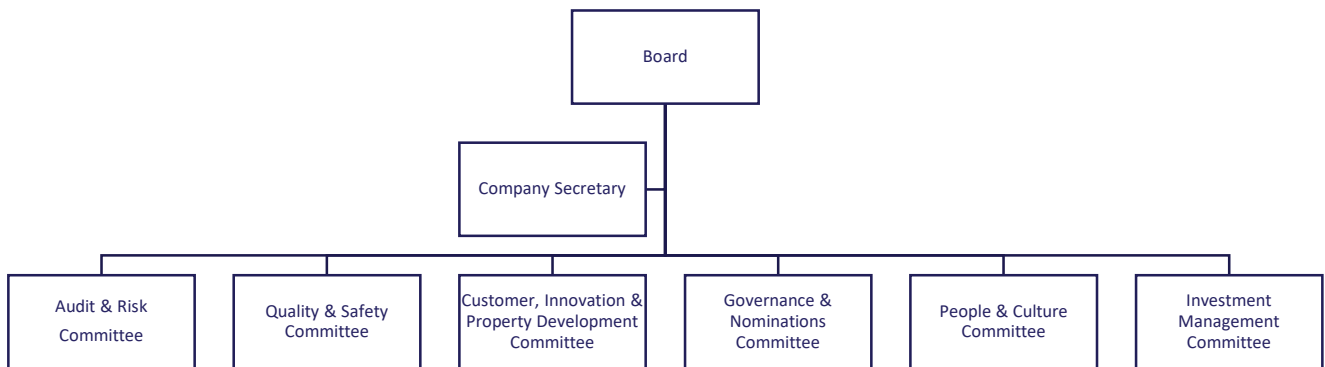 Board
Company Secretary
Audit & Risk
Committee
Quality & Safety
Committee
Customer, Innovation &
Property Development
Committee
Governance &
Nominations
Committee
People & Culture
Committee
Investment
Management
Committee